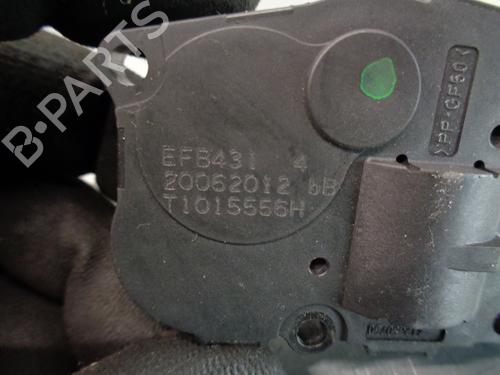 EFB431 4
20062012 bB
T1015556H
>PP-GF30<
B-PARTS